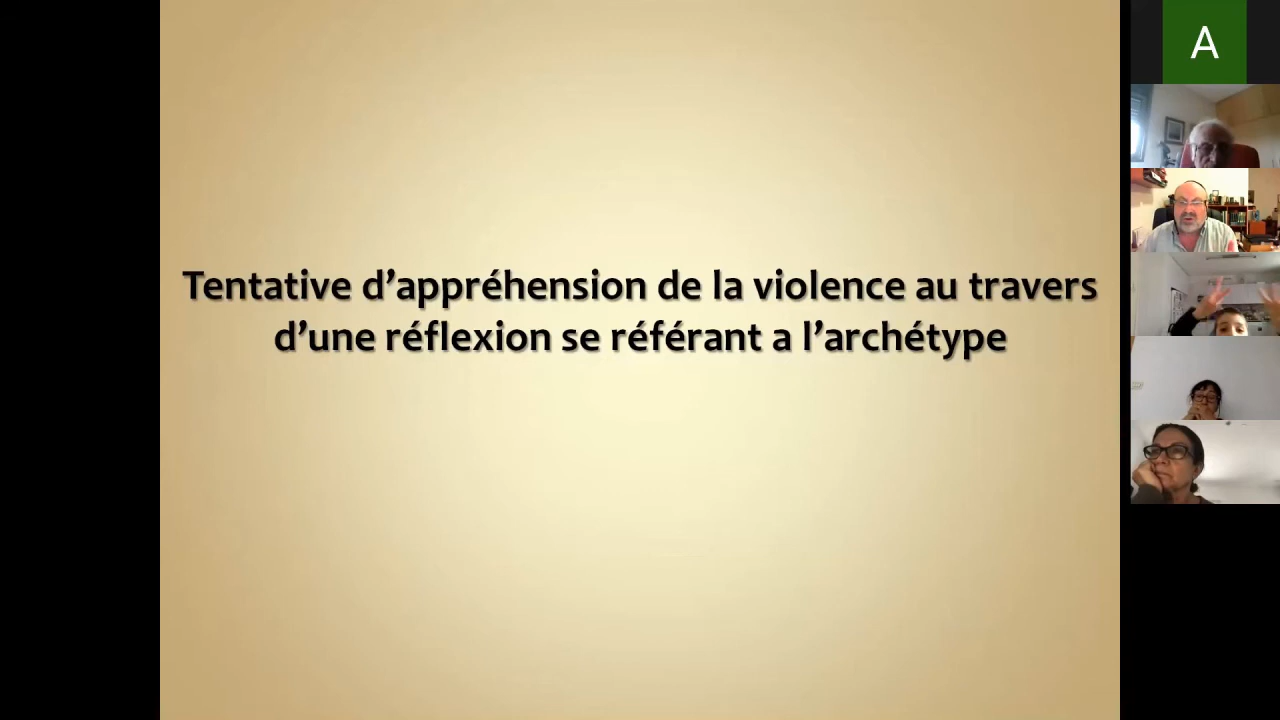 Tentative d’appréhension de la violence au travers
d’une réflexion se référant a l’archétype
A